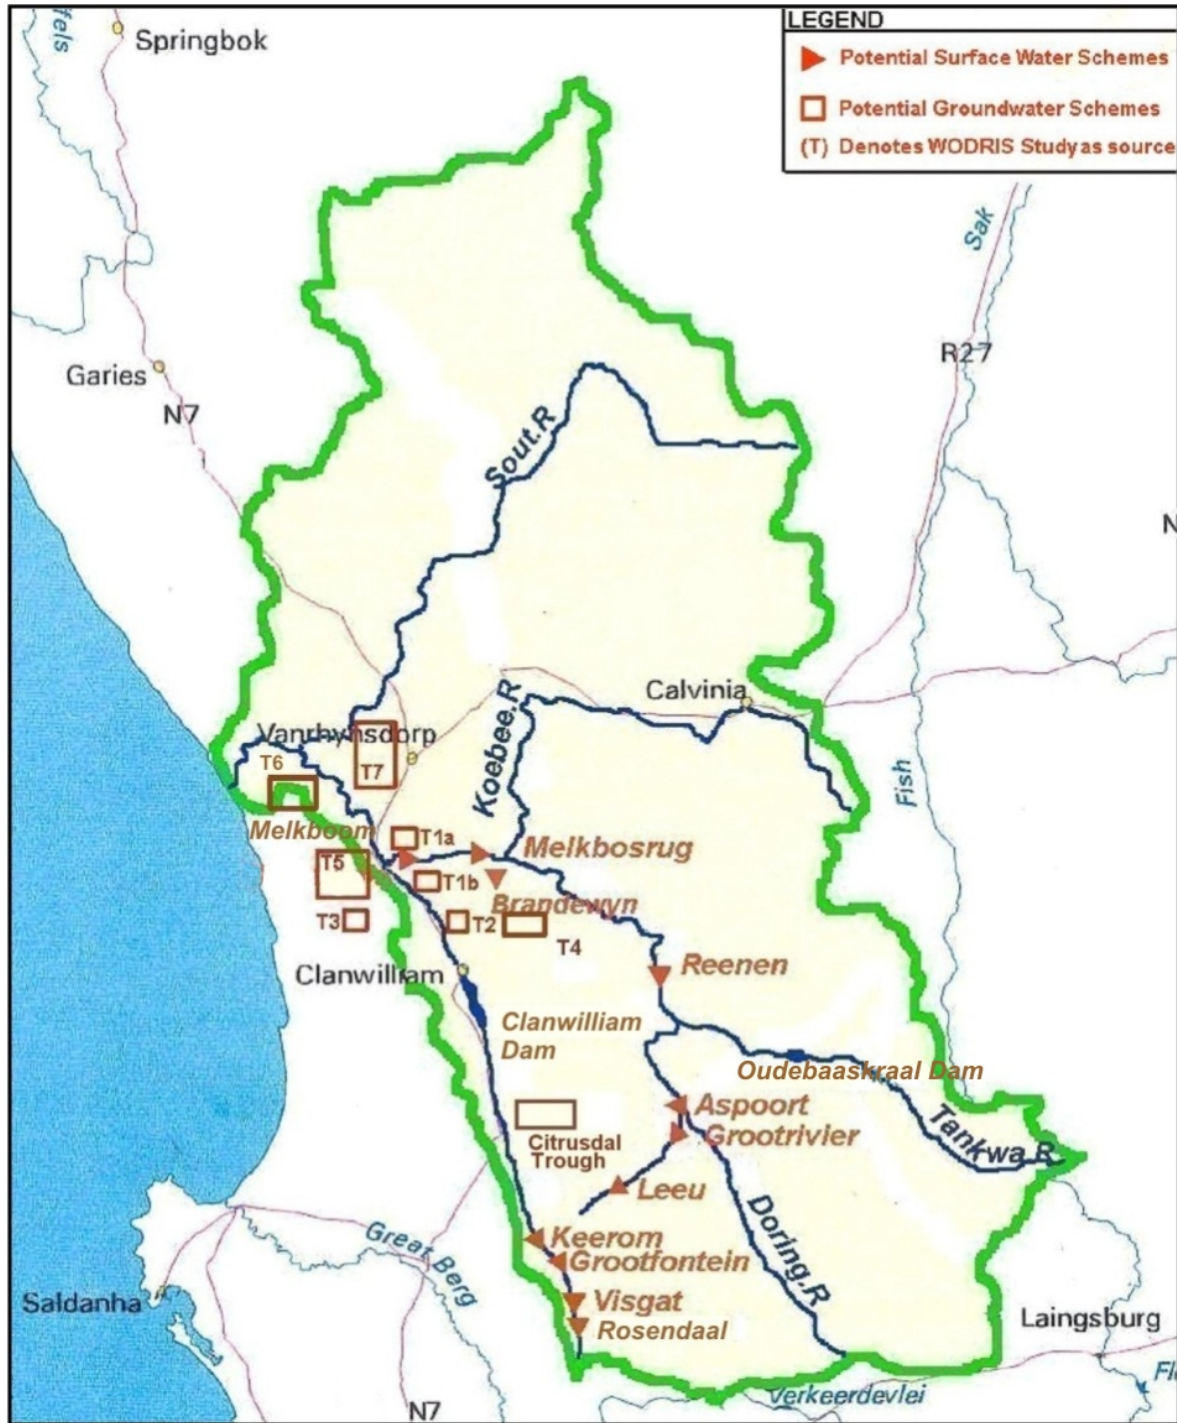 fels
Springbok
LEGEND
Potential Surface Water Schemes
Potential Groundwater Schemes
(T) Denotes WODRIS Study as source
Sak
R27
Garies
N7
Sout.R
N
Calvinia
Koebee.R
Vanrhynsdorp
T6
T7
Fish
Melkboom
T1a
Melkbosrug
T5
T1b
Brandewyn
T3
T2
T4
Reenen
Clanwilliam
Clanwilliam
Dam
Oudebaaskraal Dam
Aspoort
Grootrivier
Tankwa.R
Citrusdal
Trough
Leeu
Doring.R
Great Berg
Keerom
Grootfontein
Saldanha
Visgat
Rosendaal
Laingsburg
Verkeerdevlei
Fl
N7